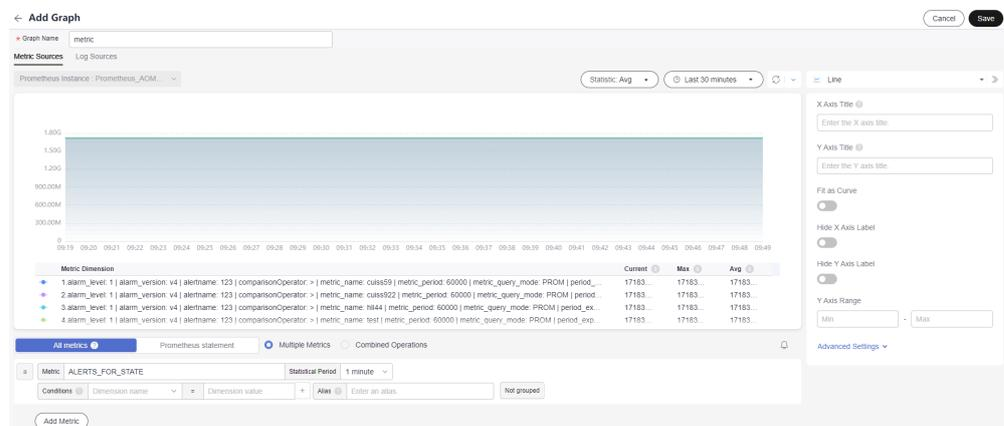 ← Add Graph
Cancel Save
* Graph Name metric
Metric Sources Log Sources
Prometheus Instance : Prometheus_AOM... Statistic: Avg Last 30 minutes Line
X Axis Title
Enter the X axis title.
Y Axis Title
Enter the Y axis title.
Fit as Curve
Hide X Axis Label
Hide Y Axis Label
Y Axis Range
Min - Max
Advanced Settings
1.80G
1.50G
1.20G
900.00M
600.00M
300.00M
0
09:19 09:20 09:21 09:22 09:23 09:24 09:25 09:26 09:27 09:28 09:29 09:30 09:31 09:32 09:33 09:34 09:35 09:36 09:37 09:38 09:39 09:40 09:41 09:42 09:43 09:44 09:45 09:46 09:47 09:48 09:49
Metric Dimension Current Max Avg
1.alarm_level: 1 | alarm_version: v4 | alertname: 123 | comparisonOperator: > | metric_name: cuiss59 | metric_period: 60000 | metric_query_mode: PROM | period_... 17183... 17183... 17183...
2.alarm_level: 1 | alarm_version: v4 | alertname: 123 | comparisonOperator: > | metric_name: cuiss922 | metric_period: 60000 | metric_query_mode: PROM | period... 17183... 17183... 17183...
3.alarm_level: 1 | alarm_version: v4 | alertname: 123 | comparisonOperator: > | metric_name: hll44 | metric_period: 60000 | metric_query_mode: PROM | period_ex... 17183... 17183... 17183...
4.alarm_level: 1 | alarm_version: v4 | alertname: 123 | comparisonOperator: > | metric_name: test | metric_period: 60000 | metric_query_mode: PROM | period_exp... 17183... 17183... 17183...
All metrics Prometheus statement Multiple Metrics Combined Operations
a Metric ALERTS_FOR_STATE Statistical Period 1 minute
Conditions Dimension name = Dimension value + Alias Enter an alias Not grouped
Add Metric